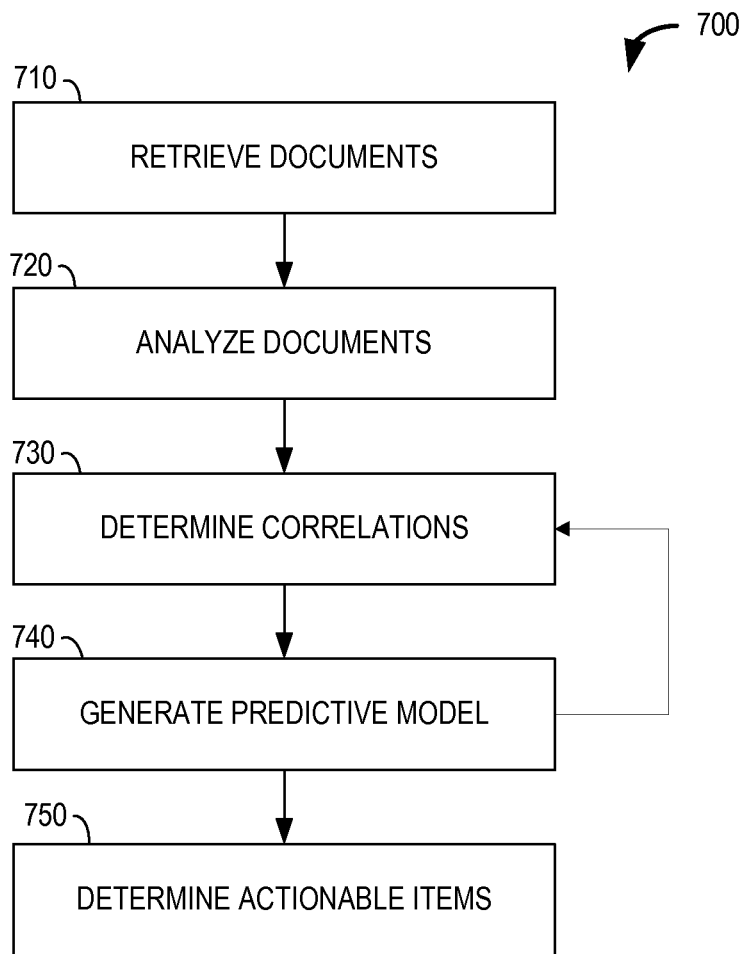 700
710
RETRIEVE DOCUMENTS
720
ANALYZE DOCUMENTS
730
DETERMINE CORRELATIONS
740
GENERATE PREDICTIVE MODEL
750
DETERMINE ACTIONABLE ITEMS